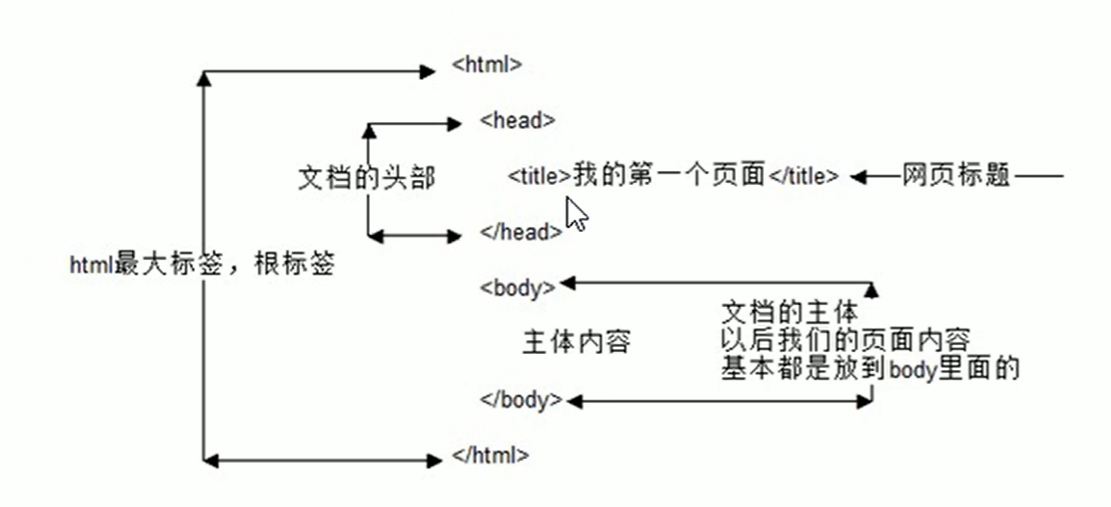 <html>
<head>
文档的头部
<title>我的第一个页面</title>
网页标题
</head>
html最大标签，根标签
<body>
文档的主体
主体内容
以后我们的页面内容
基本都是放到body里面的
</body>
</html>